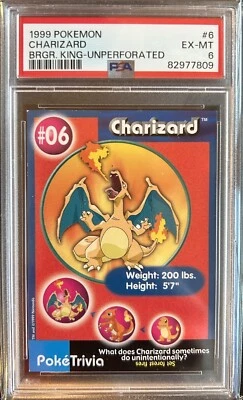 1999 POKEMON #6
CHARIZARD EX-MT
BRGR. KING-UNPERFORATED 6
PSA 82977809
#06
Charizard™
Weight: 200 lbs.
Height: 5'7"
PokéTrivia
What does Charizard sometimes
do unintentionally?
Set forest fires